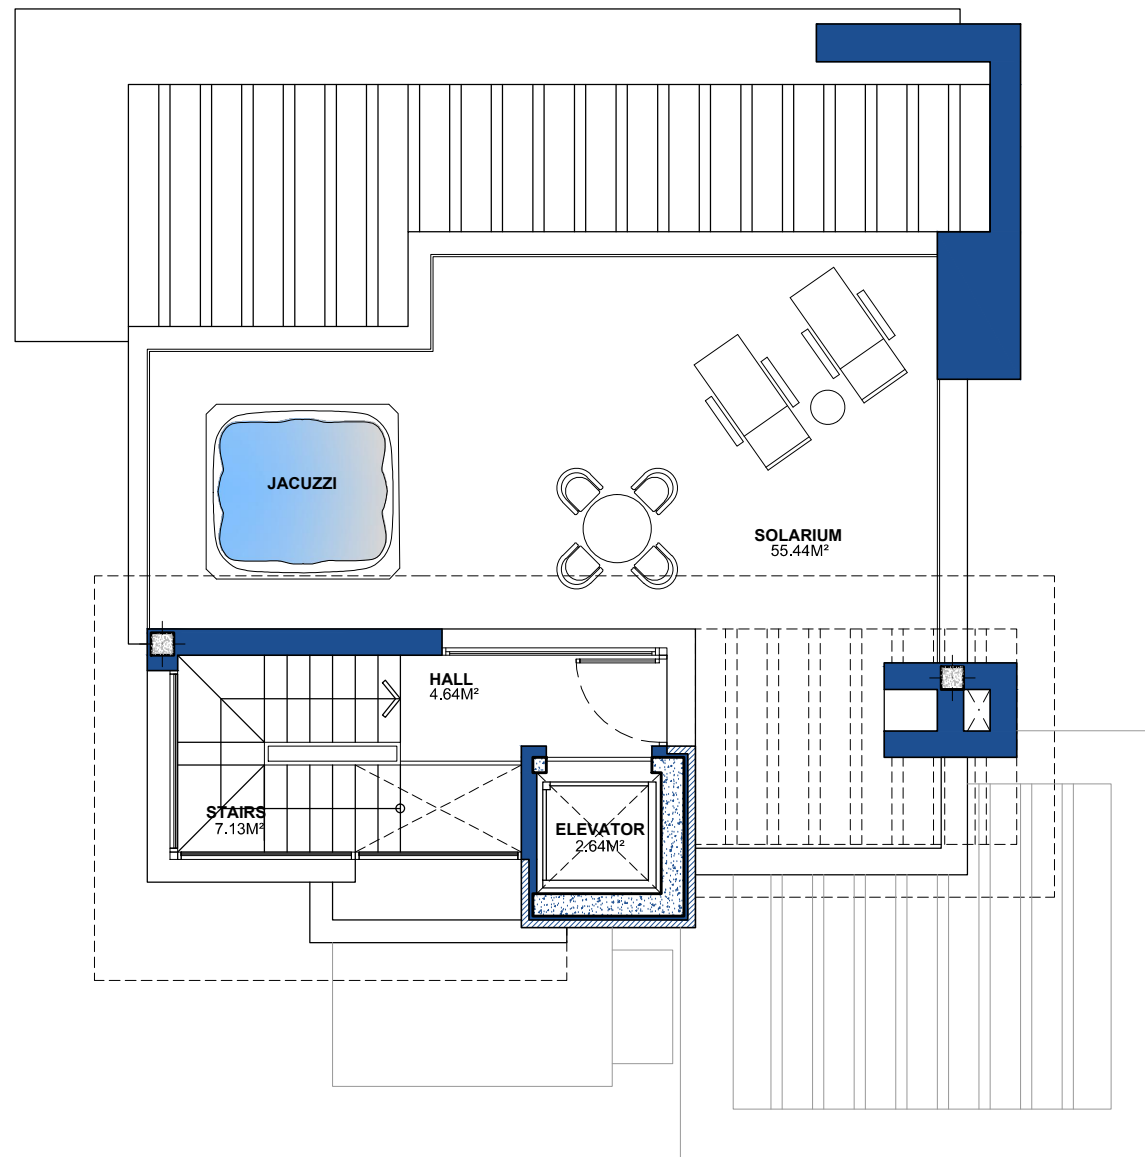 JACUZZI
SOLARIUM
55.44M²
HALL
4.64M²
STAIRS
7.13M²
ELEVATOR
2.64M²